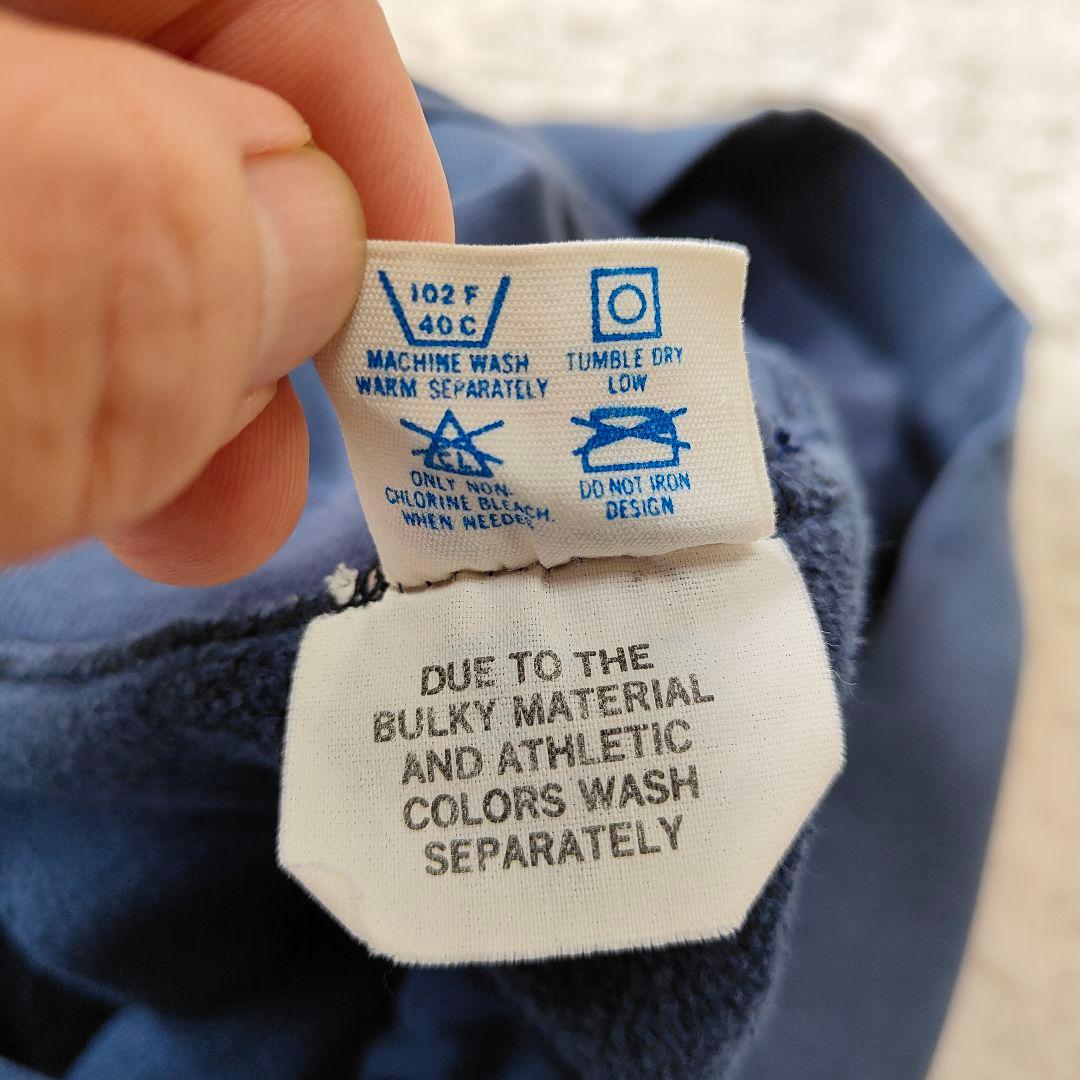 102 F
40 C
MACHINE WASH
WARM SEPARATELY
TUMBLE DRY
LOW
CL
ONLY NON-
CHLORINE BLEACH.
WHEN NEEDED
DO NOT IRON
DESIGN
DUE TO THE
BULKY MATERIAL
AND ATHLETIC
COLORS WASH
SEPARATELY